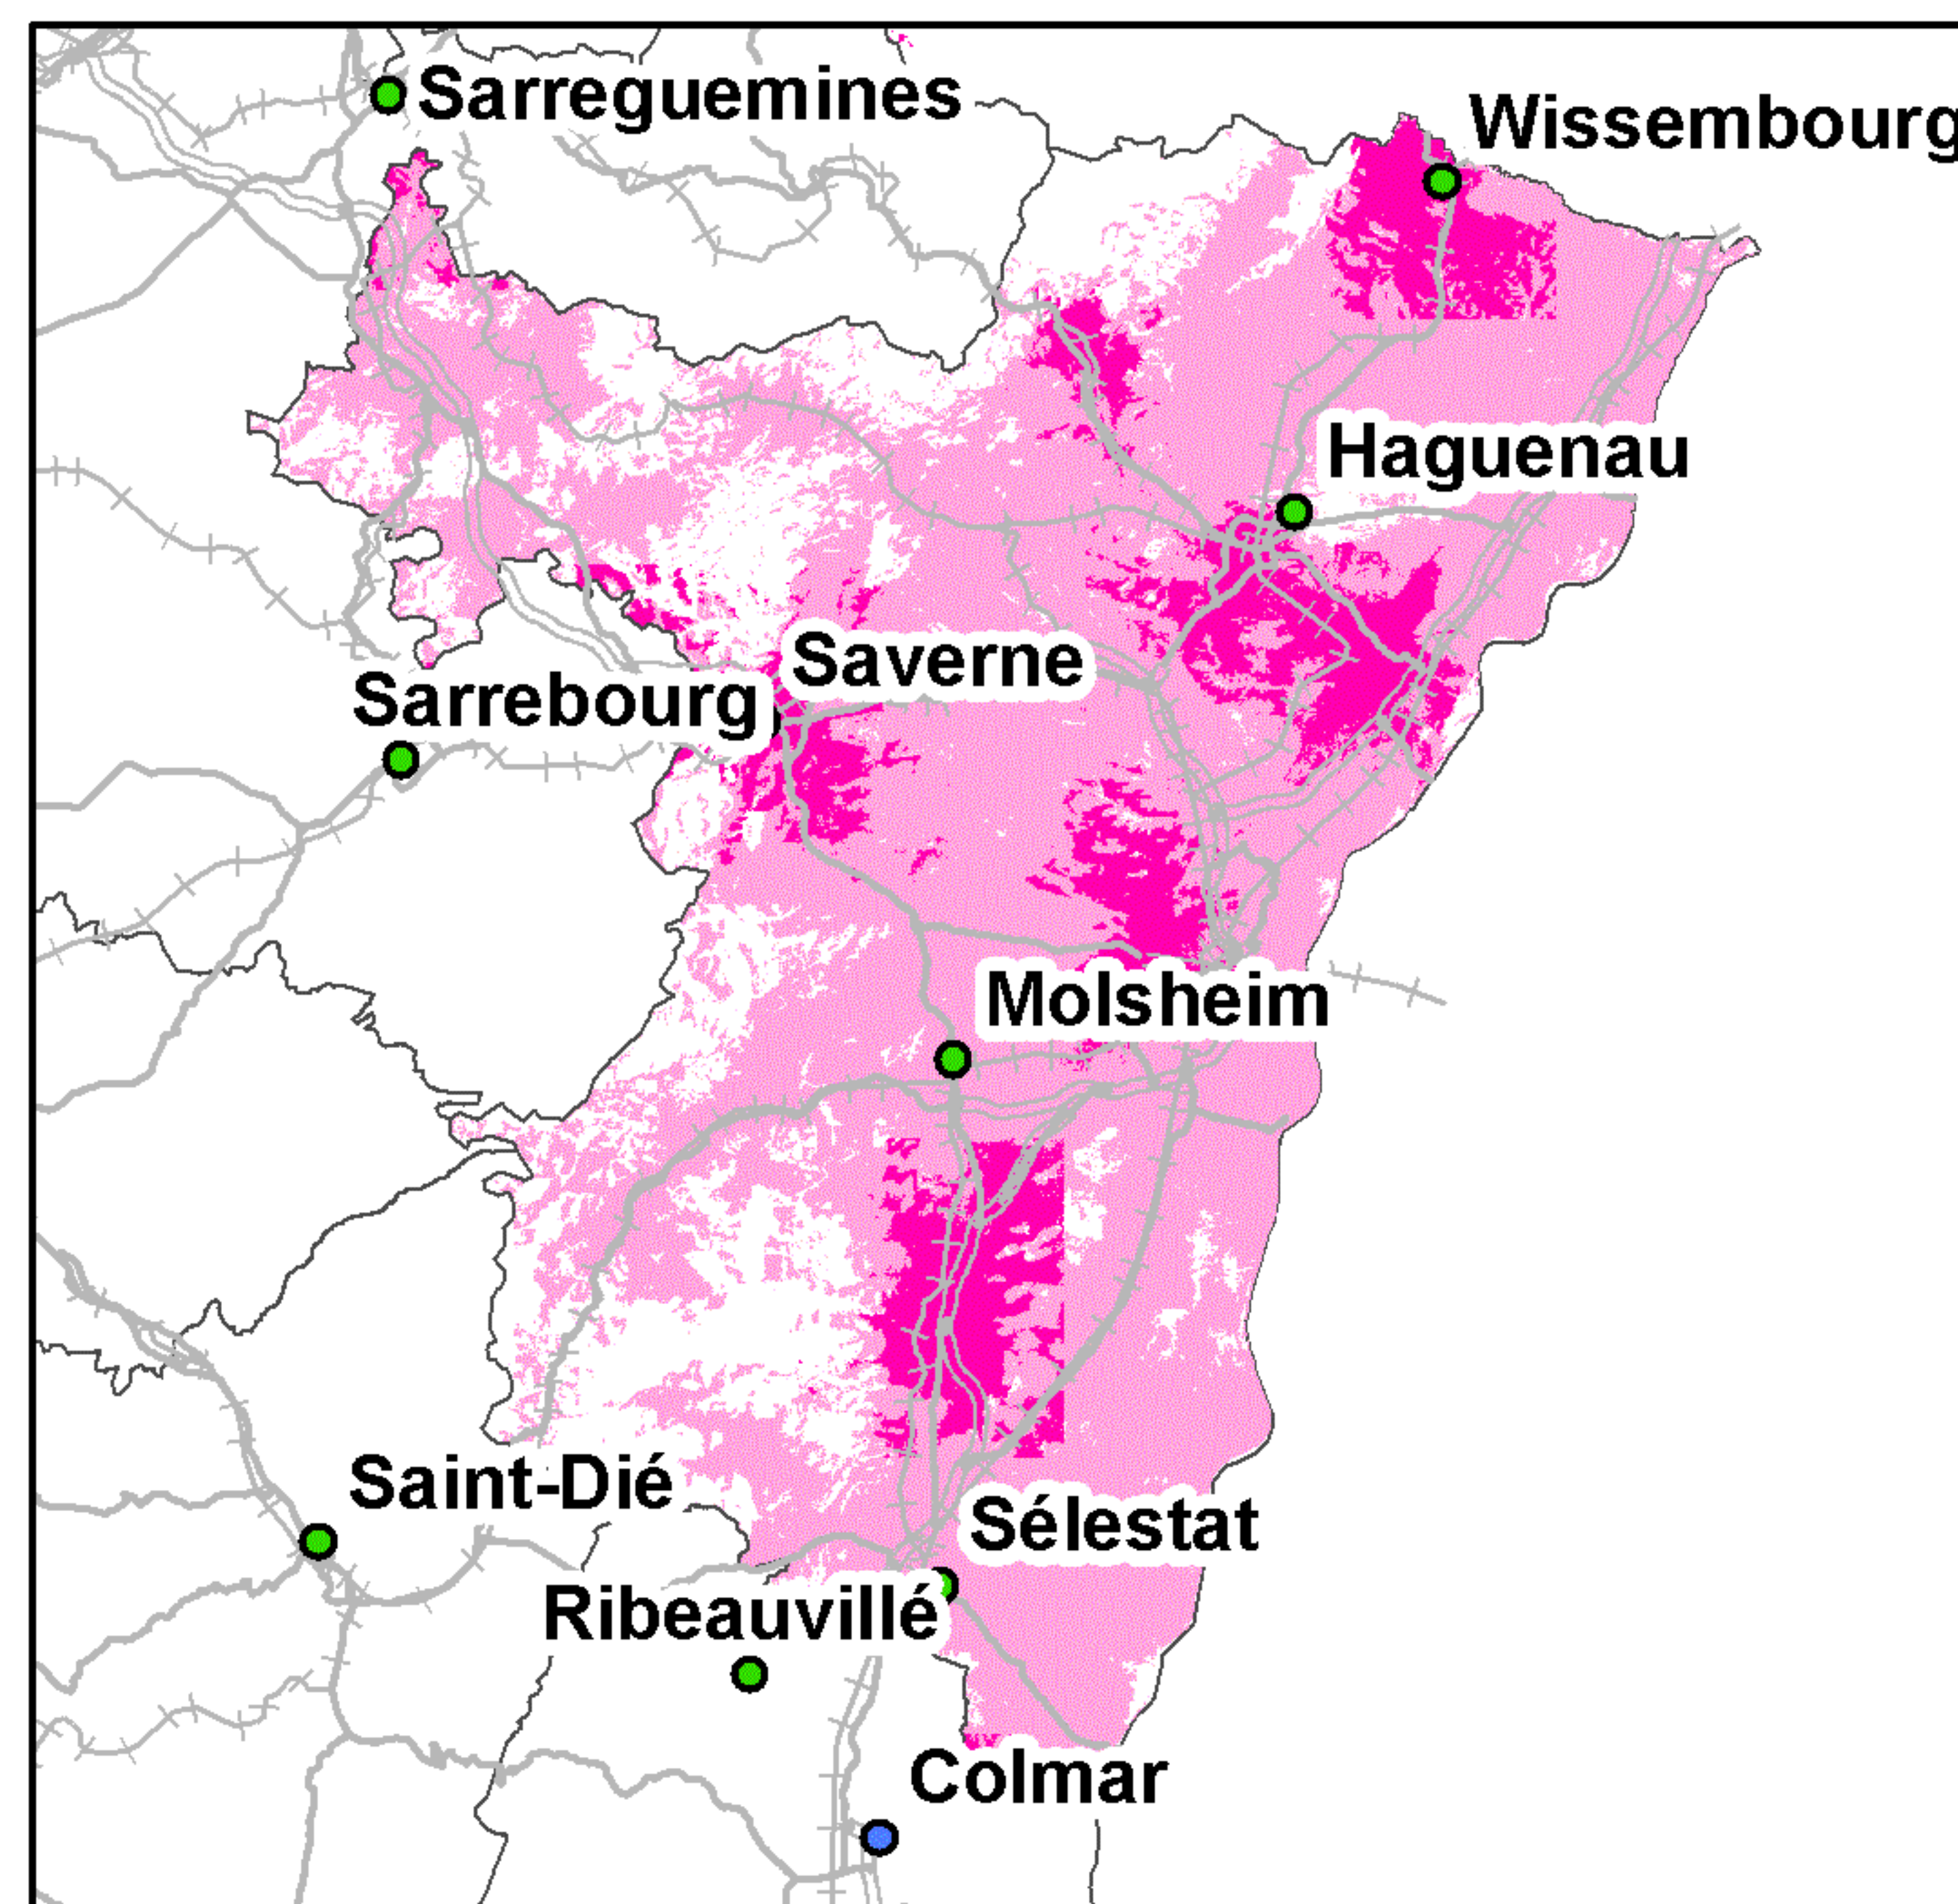 Sarreguemines
Wissembourg
Haguenau
Saverne
Sarrebourg
Molsheim
Saint-Dié
Sélestat
Ribeauvillé
Colmar